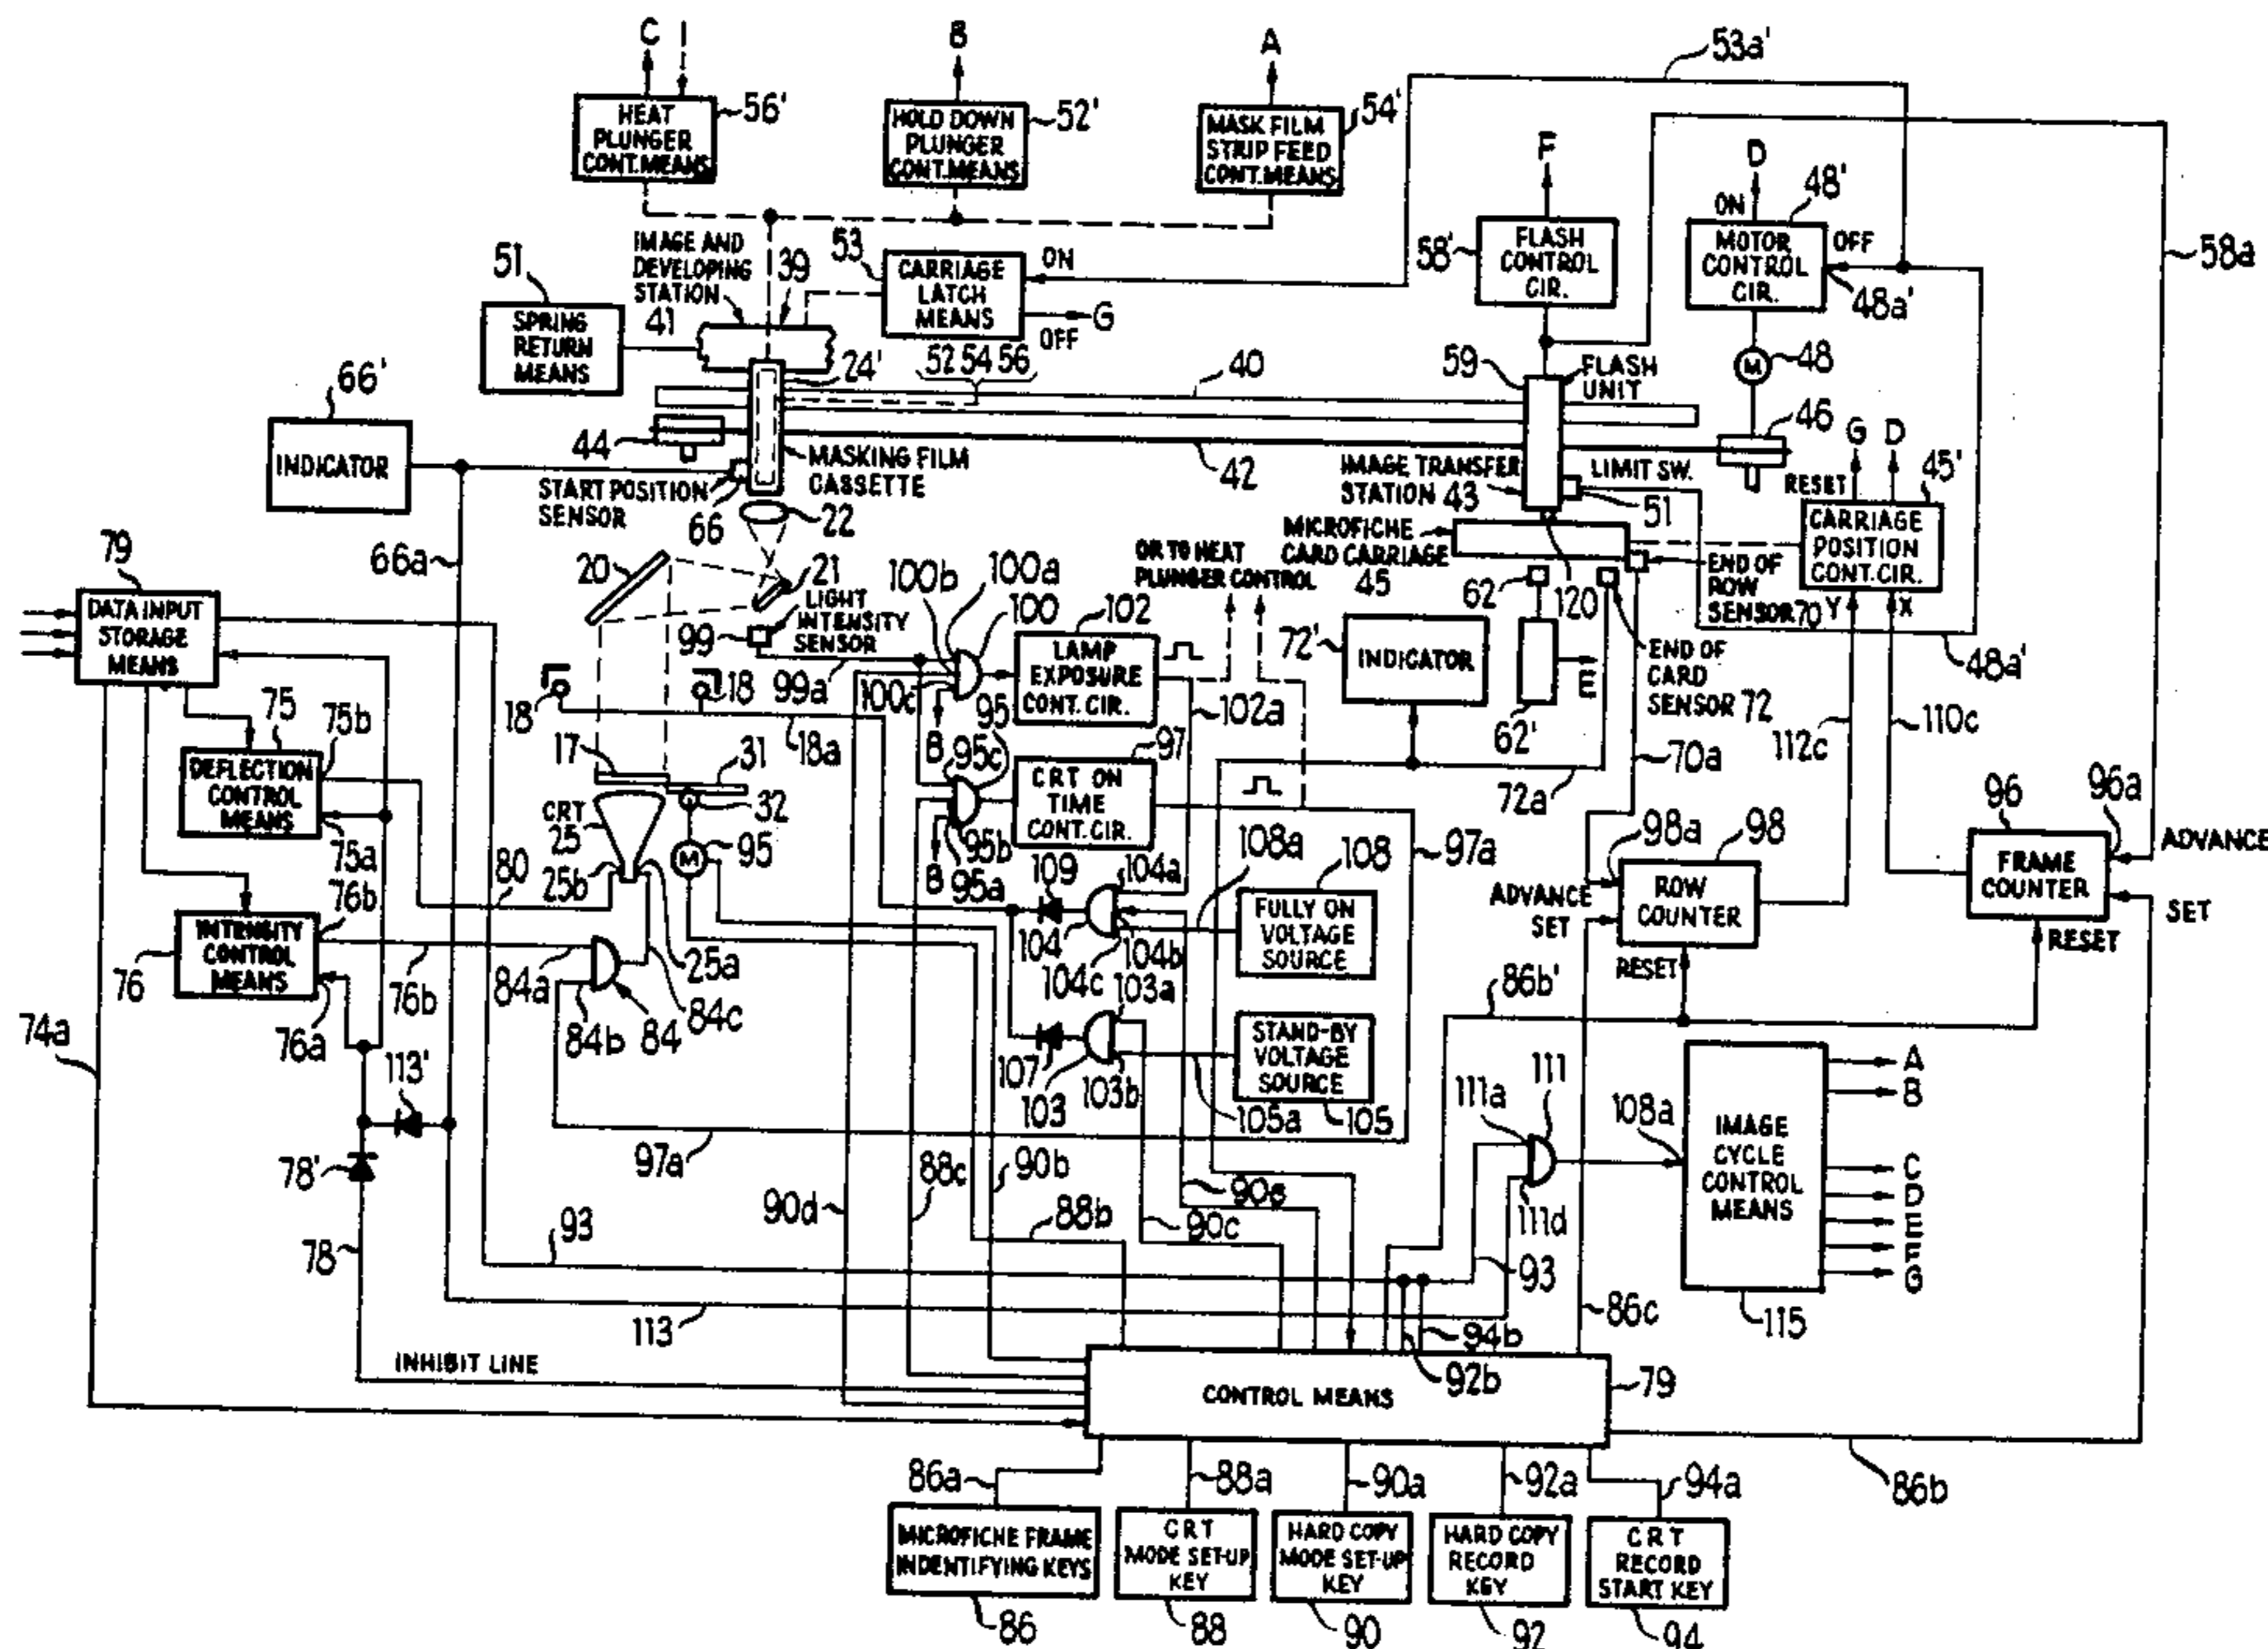 C
I
B
A
53a'
HEAT
PLUNGER
CONT.MEANS
56'
HOLD DOWN
PLUNGER
CONT.MEANS
52'
MASK FILM
STRIP FEED
CONT.MEANS
54'
F
D
ON
48'
58'
FLASH
CONTROL
CIR.
MOTOR
CONTROL
CIR.
OFF
48a'
58a
IMAGE AND
DEVELOPING
STATION
41
39
53
CARRIAGE
LATCH
MEANS
ON
G
OFF
51
SPRING
RETURN
MEANS
24'
52 54 56
40
59
FLASH
UNIT
M
48
66'
INDICATOR
44
MASKING FILM
CASSETTE
42
46
START POSITION
SENSOR
66
22
IMAGE TRANSFER
STATION 43
LIMIT SW.
51
G
D
RESET
45'
CARRIAGE
POSITION
CONT.CIR.
Y
X
MICROFICHE
CARD CARRIAGE
45
END OF
ROW
SENSOR 70
OR TO HEAT
PLUNGER CONTROL
66a
79
DATA INPUT
STORAGE
MEANS
20
21
LIGHT
INTENSITY
SENSOR
99
100b
100a
100
102
LAMP
EXPOSURE
CONT.CIR.
62
120
72'
INDICATOR
E
62'
END OF
CARD
SENSOR 72
48a'
99a
100c
95
102a
18
18
18a
B
95c
97
CRT ON
TIME
CONT.CIR.
72a
70a
112c
110c
75
75b
DEFLECTION
CONTROL
MEANS
75a
17
31
CRT
25
32
M
95
95b
B
95a
97a
96
96a
ADVANCE
FRAME
COUNTER
SET
RESET
98a
98
ADVANCE
SET
ROW
COUNTER
RESET
80
25b
109
104a
108a
108
FULLY ON
VOLTAGE
SOURCE
104
104b
104c
76b
INTENSITY
CONTROL
MEANS
76
76b
84a
25a
84b
84
84c
76a
103a
86b'
74a
113'
107
103
103b
STAND-BY
VOLTAGE
SOURCE
105a
105
111a
111
108a
IMAGE
CYCLE
CONTROL
MEANS
A
B
C
D
E
F
G
115
78'
97a
88c
90b
90e
90c
111d
90d
88b
78
93
93
113
86c
94b
92b
INHIBIT LINE
CONTROL MEANS
79
86a
88a
90a
92a
94a
86b
MICROFICHE FRAME
INDENTIFYING KEYS
CRT
MODE SET-UP
KEY
HARD COPY
MODE SET-UP
KEY
HARD COPY
RECORD
KEY
CRT
RECORD
START KEY
86
88
90
92
94